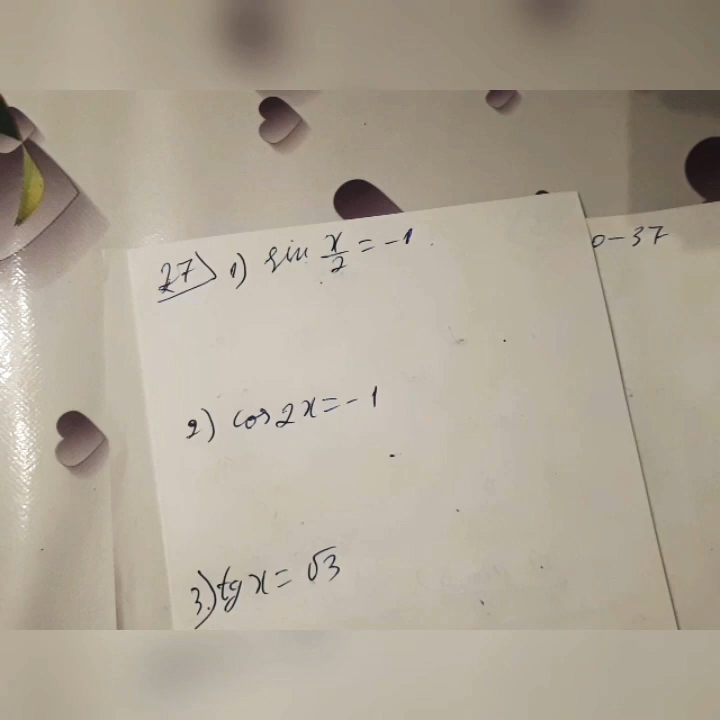 27) 1) sin x/2 = -1
0-37
2) cos 2x = -1
3.) tg x = √3